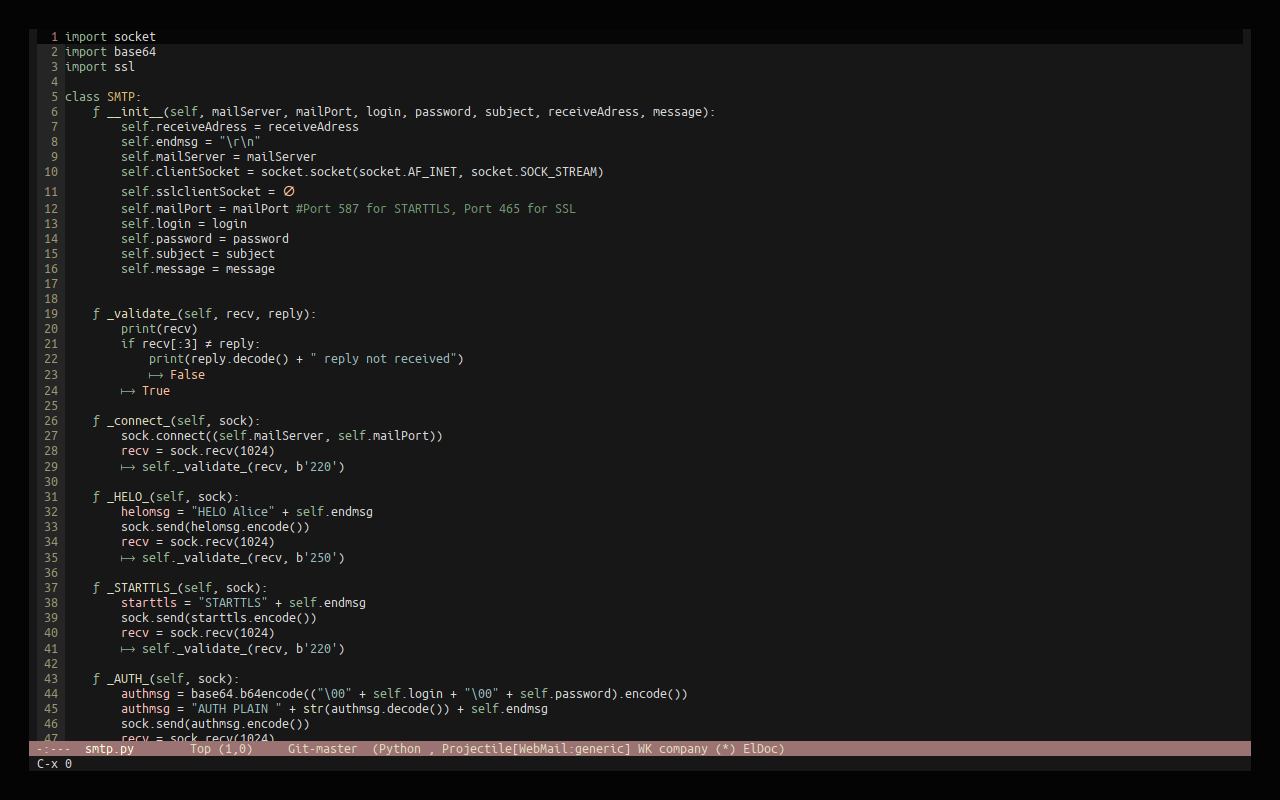 1 import socket
2 import base64
3 import ssl
4
5 class SMTP:
6     ƒ __init__(self, mailServer, mailPort, login, password, subject, receiveAdress, message):
7         self.receiveAdress = receiveAdress
8         self.endmsg = "\r\n"
9         self.mailServer = mailServer
10         self.clientSocket = socket.socket(socket.AF_INET, socket.SOCK_STREAM)
11         self.sslclientSocket = ∅
12         self.mailPort = mailPort #Port 587 for STARTTLS, Port 465 for SSL
13         self.login = login
14         self.password = password
15         self.subject = subject
16         self.message = message
17
18
19     ƒ _validate_(self, recv, reply):
20         print(recv)
21         if recv[:3] ≠ reply:
22             print(reply.decode() + " reply not received")
23             ⟼ False
24         ⟼ True
25
26     ƒ _connect_(self, sock):
27         sock.connect((self.mailServer, self.mailPort))
28         recv = sock.recv(1024)
29         ⟼ self._validate_(recv, b'220')
30
31     ƒ _HELO_(self, sock):
32         helomsg = "HELO Alice" + self.endmsg
33         sock.send(helomsg.encode())
34         recv = sock.recv(1024)
35         ⟼ self._validate_(recv, b'250')
36
37     ƒ _STARTTLS_(self, sock):
38         starttls = "STARTTLS" + self.endmsg
39         sock.send(starttls.encode())
40         recv = sock.recv(1024)
41         ⟼ self._validate_(recv, b'220')
42
43     ƒ _AUTH_(self, sock):
44         authmsg = base64.b64encode(("\00" + self.login + "\00" + self.password).encode())
45         authmsg = "AUTH PLAIN " + str(authmsg.decode()) + self.endmsg
46         sock.send(authmsg.encode())
47         recv = sock.recv(1024)
-:---  smtp.py        Top (1,0)     Git-master  (Python , Projectile[WebMail:generic] WK company (*) ElDoc)
C-x 0